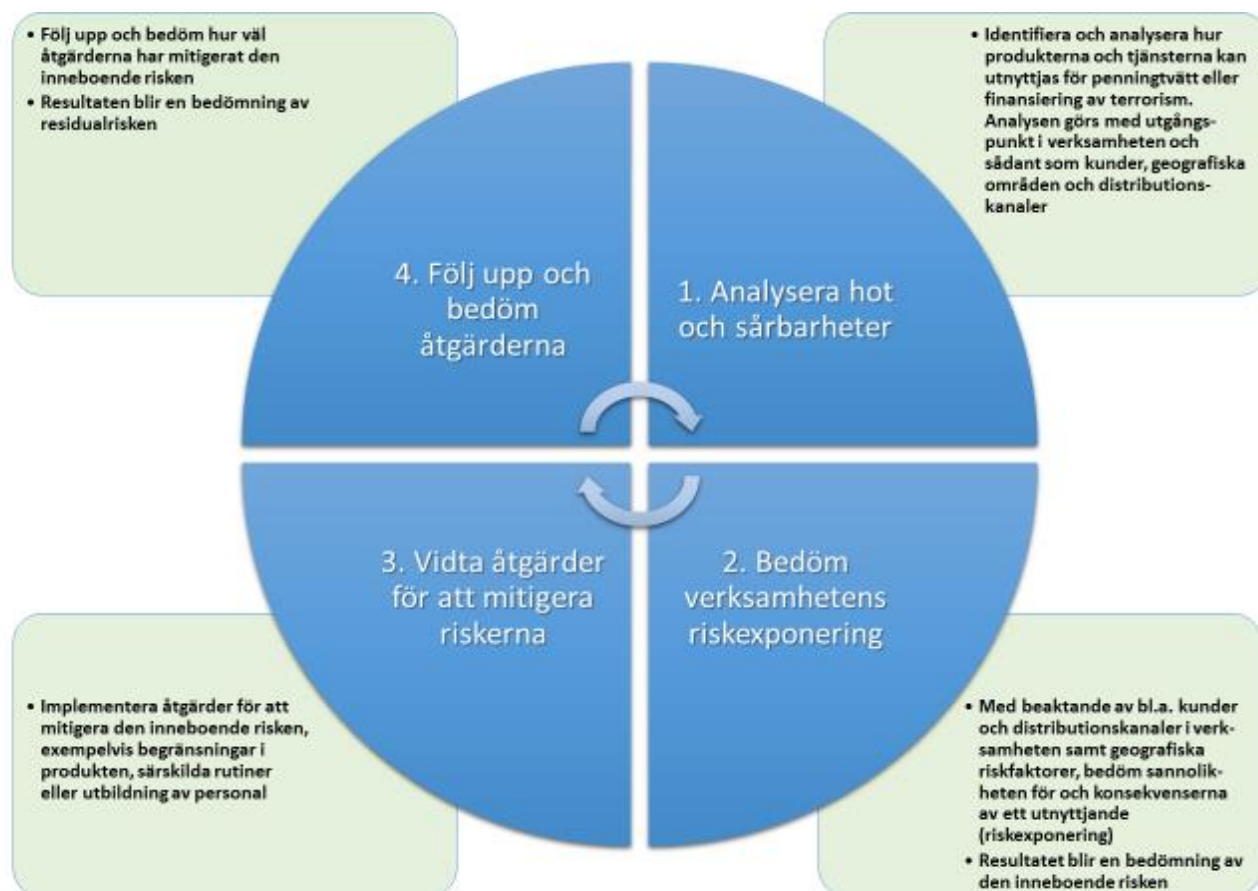 • Följ upp och bedöm hur väl
åtgärderna har mitigerat den
inneboende risken
• Resultaten blir en bedömning av
residualrisken
• Identifiera och analysera hur
produkterna och tjänsterna kan
utnyttjas för penningtvätt eller
finansiering av terrorism.
Analysen görs med utgångs-
punkt i verksamheten och
sådant som kunder, geografiska
områden och distributions-
kanaler
4. Följ upp och
bedöm
åtgärderna
1. Analysera hot
och sårbarheter
3. Vidta åtgärder
för att mitigera
riskerna
2. Bedöm
verksamhetens
riskexponering
• Implementera åtgärder för att
mitigera den inneboende risken,
exempelvis begränsningar i
produkten, särskilda rutiner
eller utbildning av personal
• Med beaktande av bl.a. kunder
och distributionskanaler i verk-
samheten samt geografiska
riskfaktorer, bedöm sannolik-
heten för och konsekvenserna
av ett utnyttjande
(riskexponering)
• Resultatet blir en bedömning av
den inneboende risken